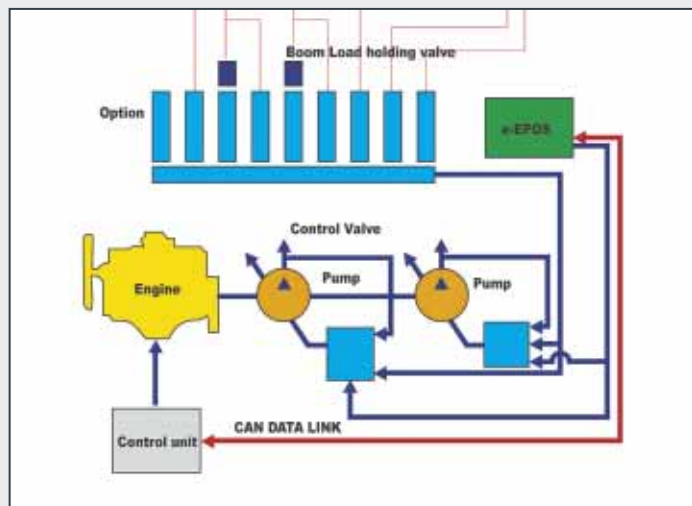 Boom Load holding valve
Option
e-EPOS
Control Valve
Pump
Pump
Engine
CAN DATA LINK
Control unit